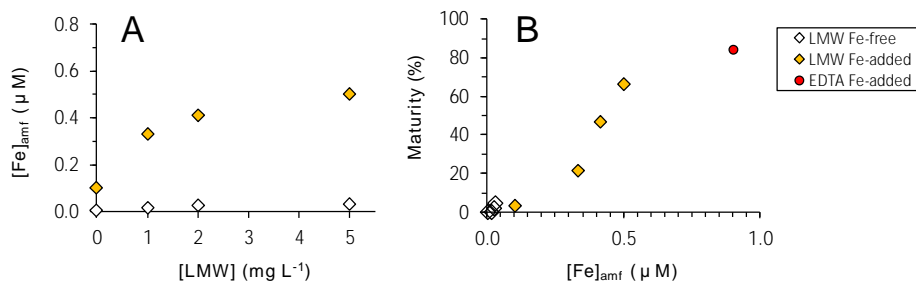 A
[Fe]amf (µM)
0.8
0.6
0.4
0.2
0.0
0
1
2
3
4
5
[LMW] (mg L-1)
B
Maturity (%)
100
80
60
40
20
0
0.0
0.5
1.0
[Fe]amf (µM)
LMW Fe-free
LMW Fe-added
EDTA Fe-added